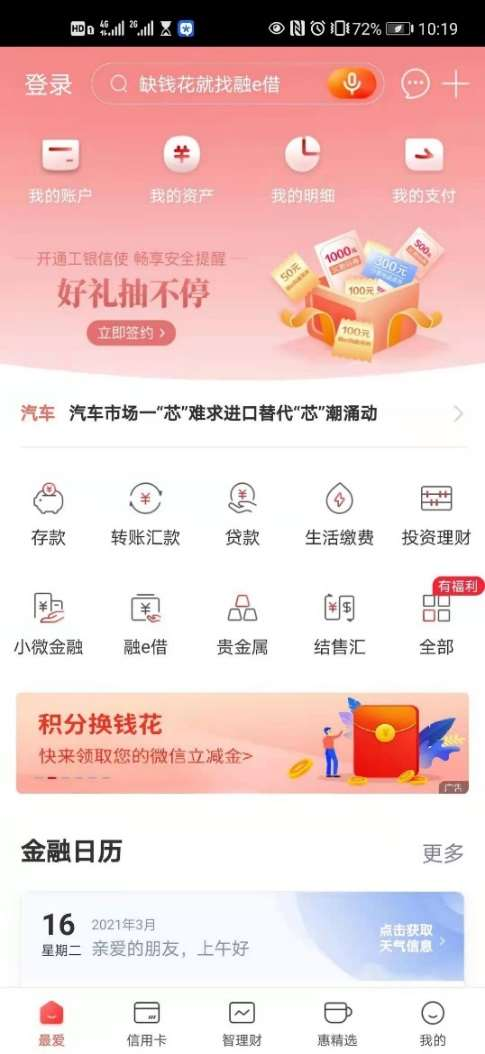 HD 4G 2G 72% 10:19
登录 缺钱花就找融e借
我的账户 我的资产 我的明细 我的支付
开通工银信使 畅享安全提醒
好礼抽不停
立即签约 >
50元 1000元 300元 500元
100元
100元
汽车 汽车市场一“芯”难求进口替代“芯”潮涌动
存款 转账汇款 贷款 生活缴费 投资理财
有福利
小微金融 融e借 贵金属 结售汇 全部
积分换钱花
快来领取您的微信立减金>
广告
金融日历 更多
16 2021年3月 点击获取
星期二 亲爱的朋友，上午好 天气信息
最爱 信用卡 智理财 惠精选 我的